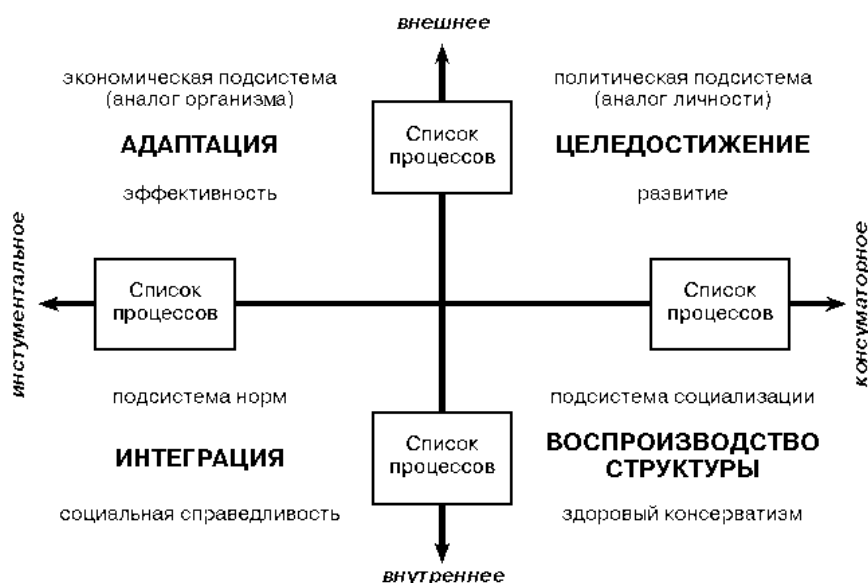 внешнее
экономическая подсистема
(аналог организма)
АДАПТАЦИЯ
эффективность
Список
процессов
политическая подсистема
(аналог личности)
ЦЕЛЕДОСТИЖЕНИЕ
развитие
инстументальное
Список
процессов
Список
процессов
консуматорное
подсистема норм
ИНТЕГРАЦИЯ
социальная справедливость
Список
процессов
подсистема социализации
ВОСПРОИЗВОДСТВО
СТРУКТУРЫ
здоровый консерватизм
внутреннее